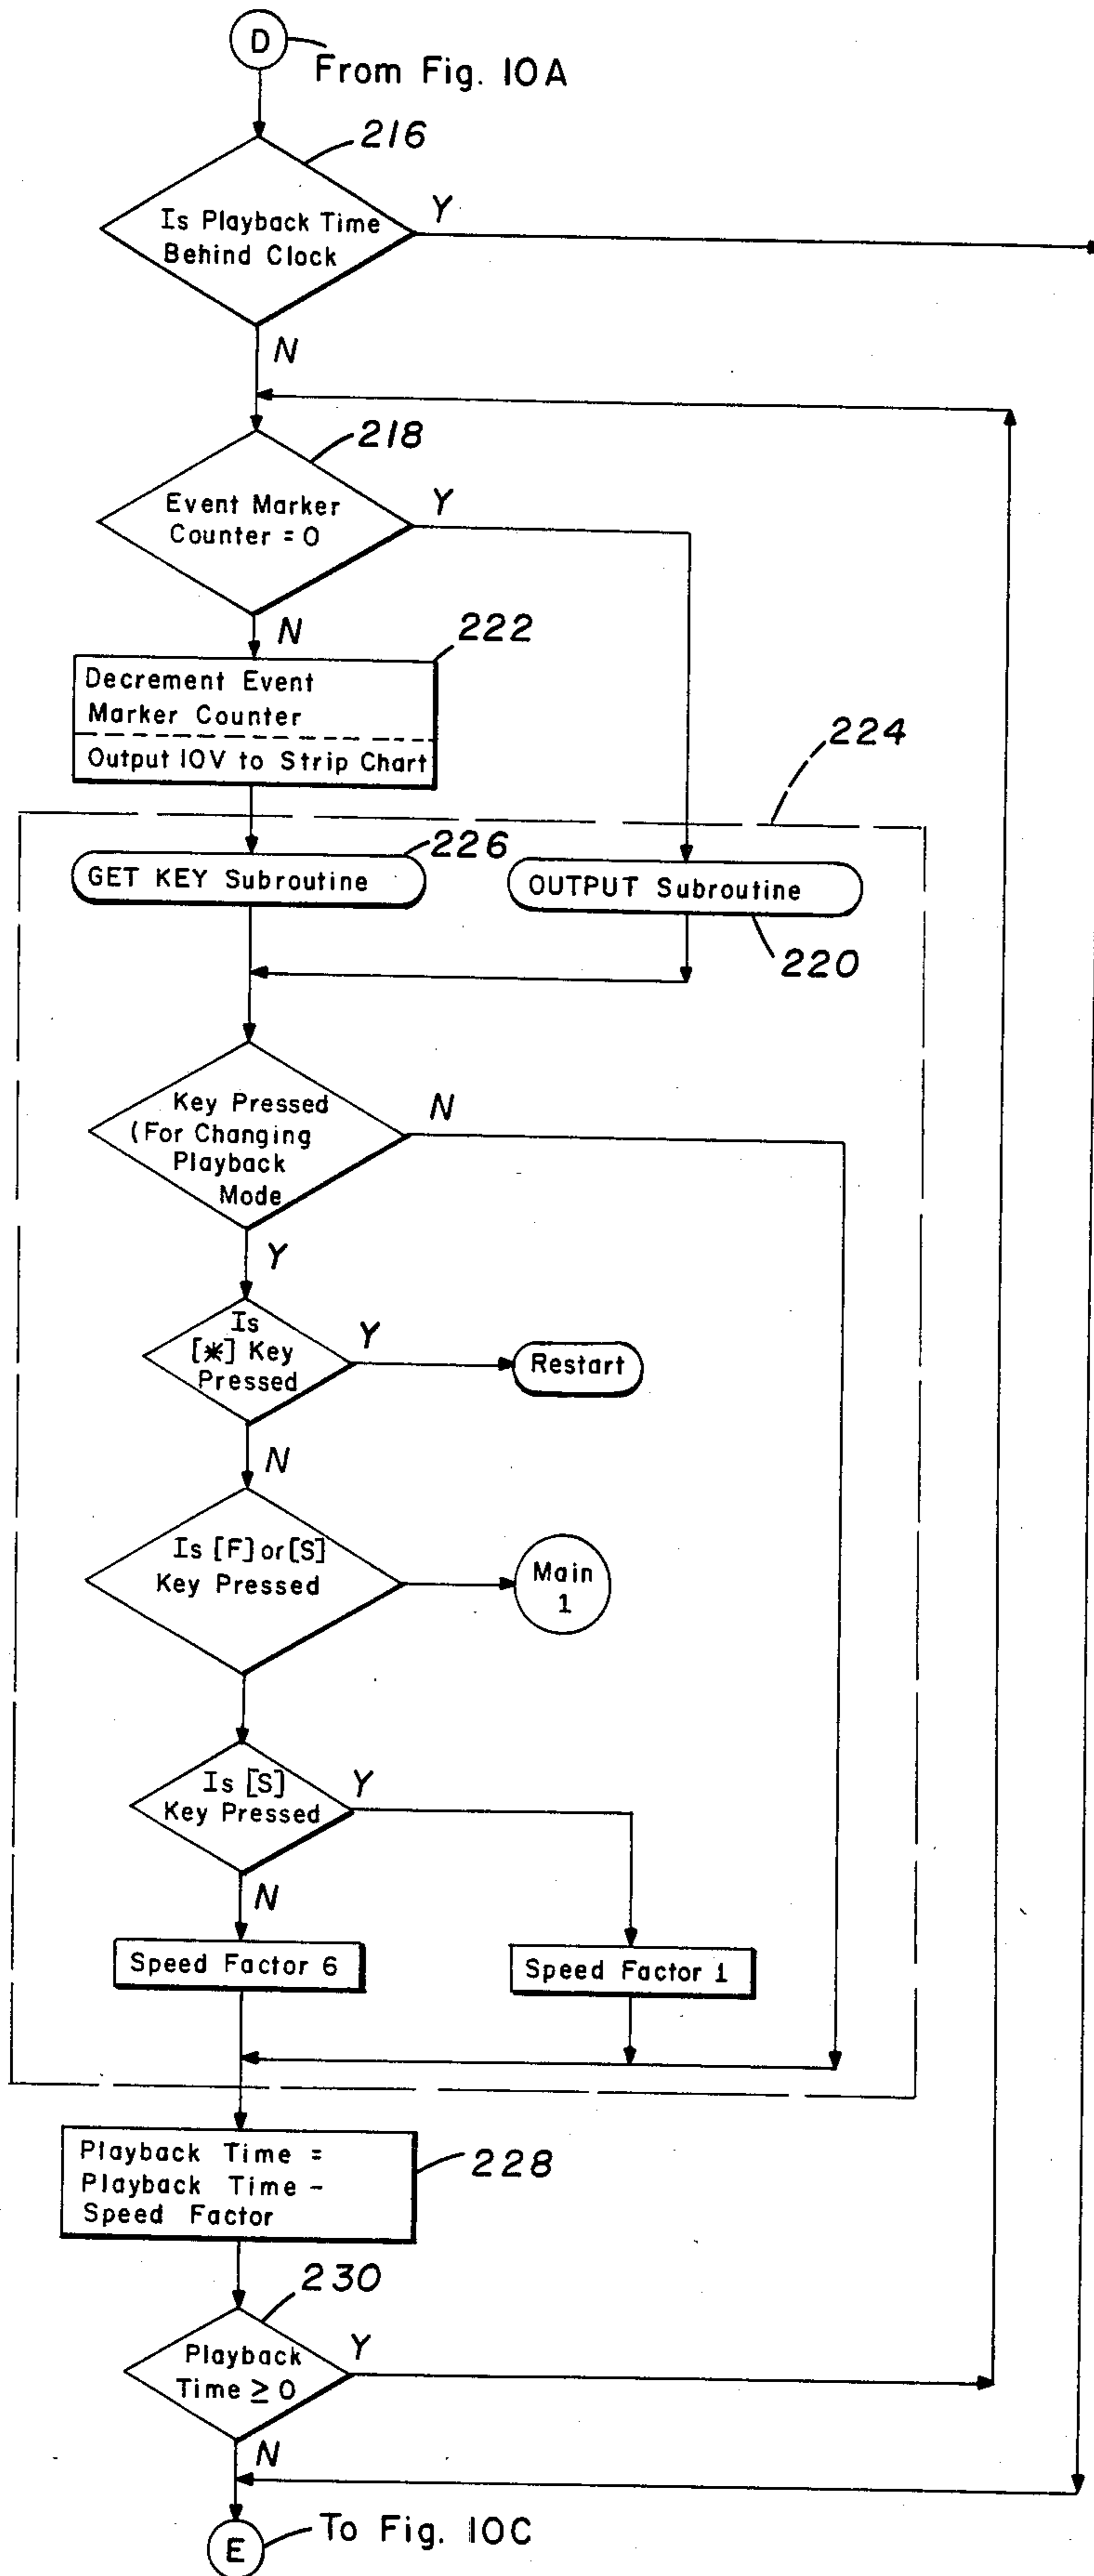 D
From Fig. 10A
216
Is Playback Time
Behind Clock
Y
N
218
Event Marker
Counter = 0
Y
N
222
Decrement Event
Marker Counter
Output 10V to Strip Chart
224
226
GET KEY Subroutine
OUTPUT Subroutine
220
Key Pressed
(For Changing
Playback
Mode
N
Y
Is
[*] Key
Pressed
Y
Restart
N
Is [F] or [S]
Key Pressed
Main
1
Is [S]
Key Pressed
Y
N
Speed Factor 6
Speed Factor 1
Playback Time =
Playback Time -
Speed Factor
228
230
Playback
Time ≥ 0
Y
N
E
To Fig. 10C